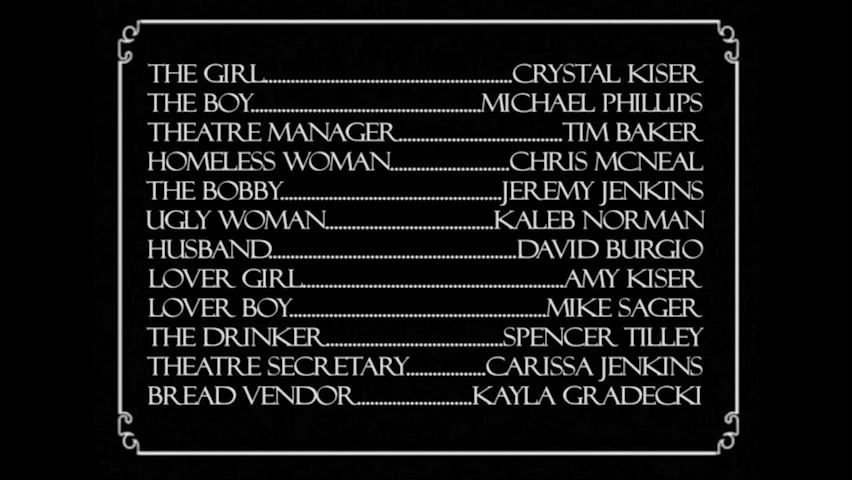 THE GIRL..........................................................CRYSTAL KISER
THE BOY......................................................MICHAEL PHILLIPS
THEATRE MANAGER......................................TIM BAKER
HOMELESS WOMAN............................CHRIS MCNEAL
THE BOBBY....................................................JEREMY JENKINS
UGLY WOMAN.......................................KALEB NORMAN
HUSBAND..........................................................DAVID BURGIO
LOVER GIRL.............................................................AMY KISER
LOVER BOY............................................................MIKE SAGER
THE DRINKER..........................................SPENCER TILLEY
THEATRE SECRETARY..................CARISSA JENKINS
BREAD VENDOR...........................KAYLA GRADECKI